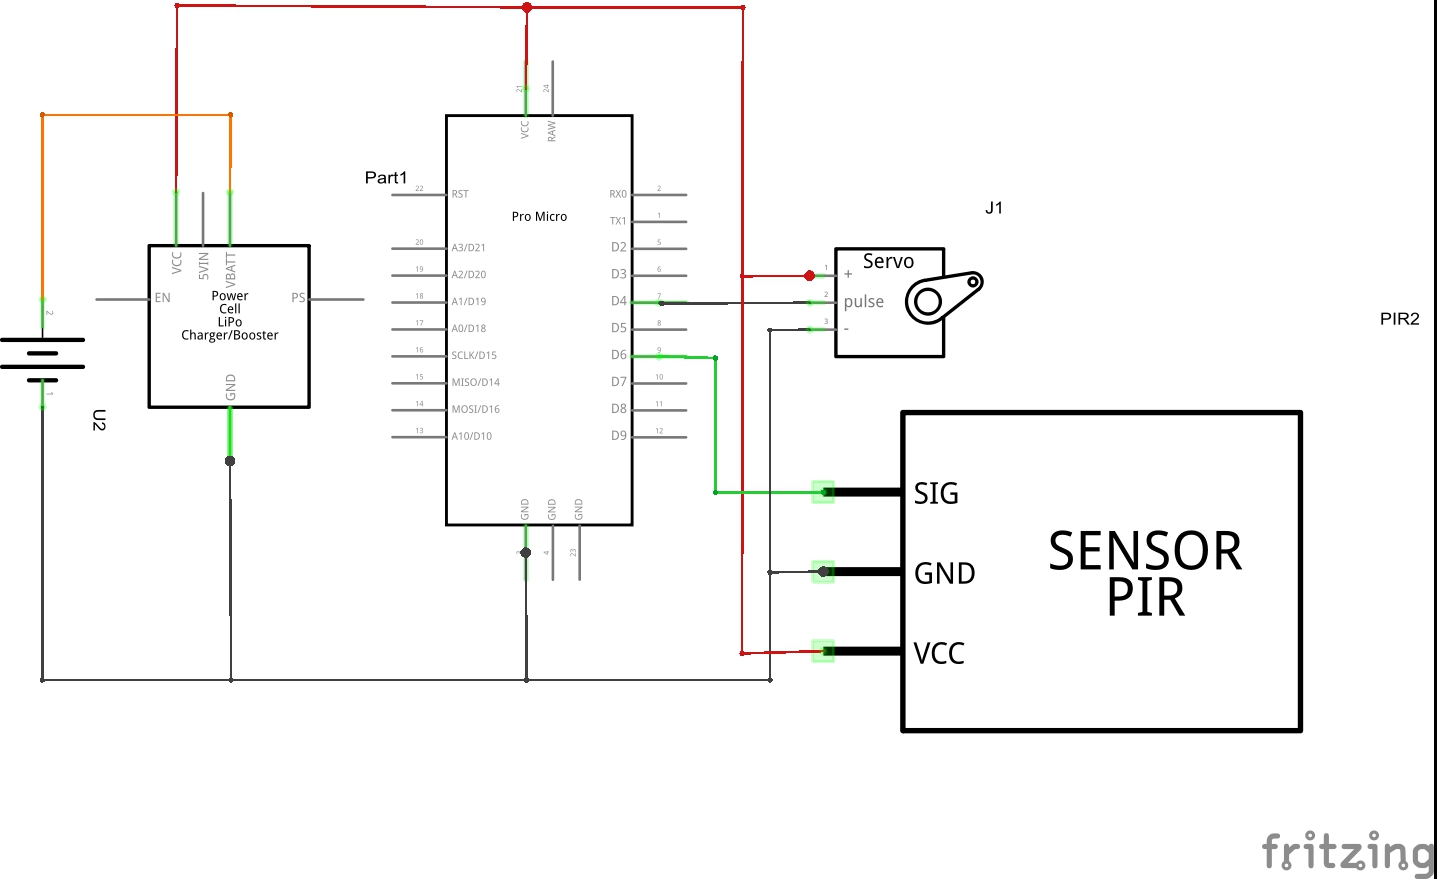 21
24
VCC
RAW
Part1
22
RST
RX0
2
Pro Micro
TX1
1
20
A3/D21
D2
5
19
A2/D20
D3
6
18
A1/D19
D4
7
17
A0/D18
D5
8
16
SCLK/D15
D6
9
15
MISO/D14
D7
10
14
MOSI/D16
D8
11
13
A10/D10
D9
12
GND
GND
GND
3
4
23
VCC
5VIN
VBATT
EN
PS
Power
Cell
LiPo
Charger/Booster
GND
2
1
U2
J1
Servo
1
+
2
pulse
3
-
PIR2
SIG
GND
VCC
SENSOR
PIR
fritzing